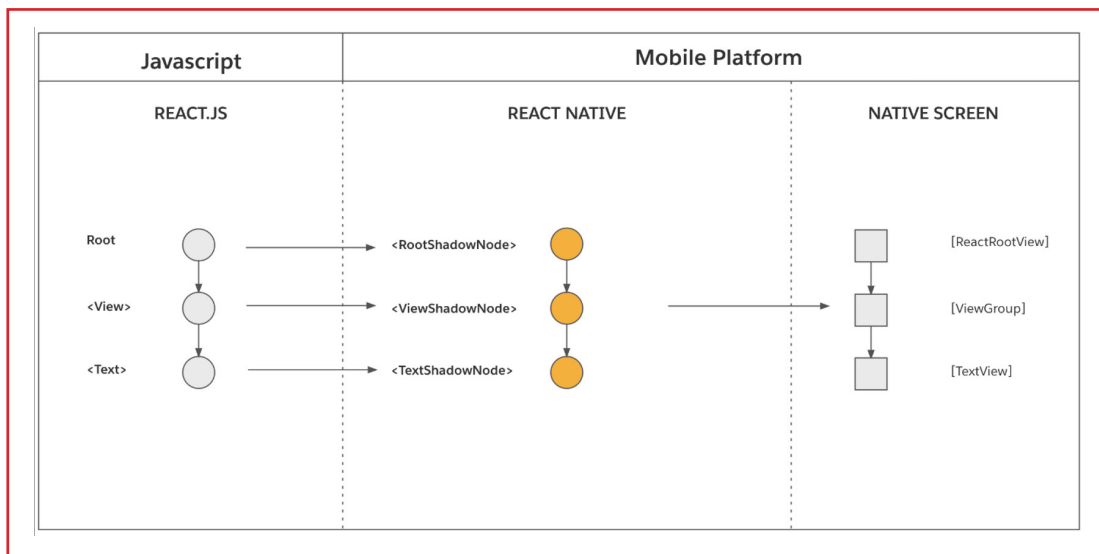 Javascript
Mobile Platform
REACT.JS
REACT NATIVE
NATIVE SCREEN
Root
<RootShadowNode>
[ReactRootView]
<View>
<ViewShadowNode>
[ViewGroup]
<Text>
<TextShadowNode>
[TextView]